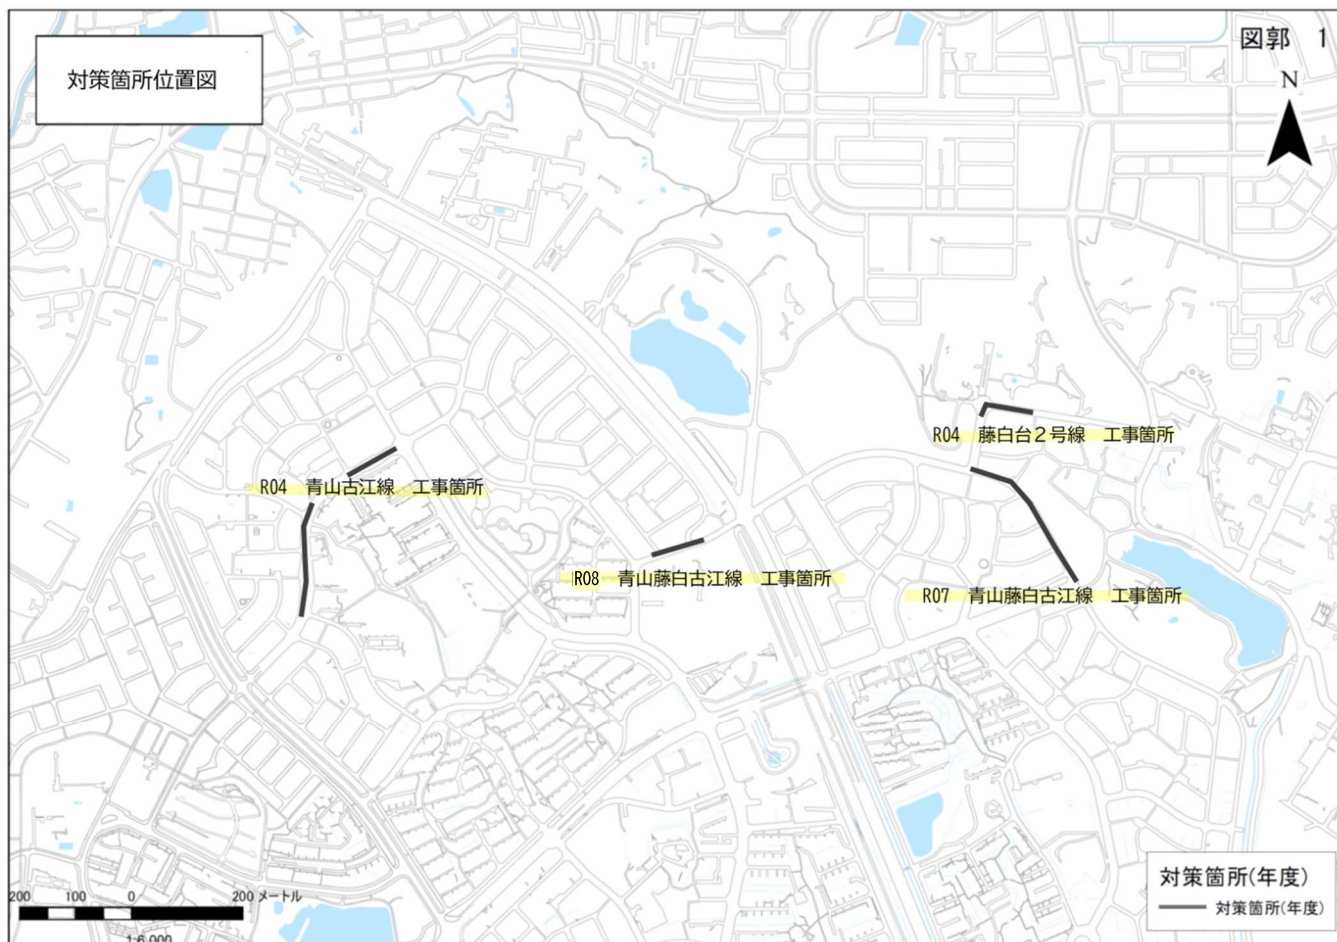 図郭 1
対策箇所位置図
N
R04 藤白台２号線 工事箇所
R04 青山古江線 工事箇所
R08 青山藤白古江線 工事箇所
R07 青山藤白古江線 工事箇所
対策箇所(年度)
対策箇所(年度)
200 100 0 200 メートル
1:6,000